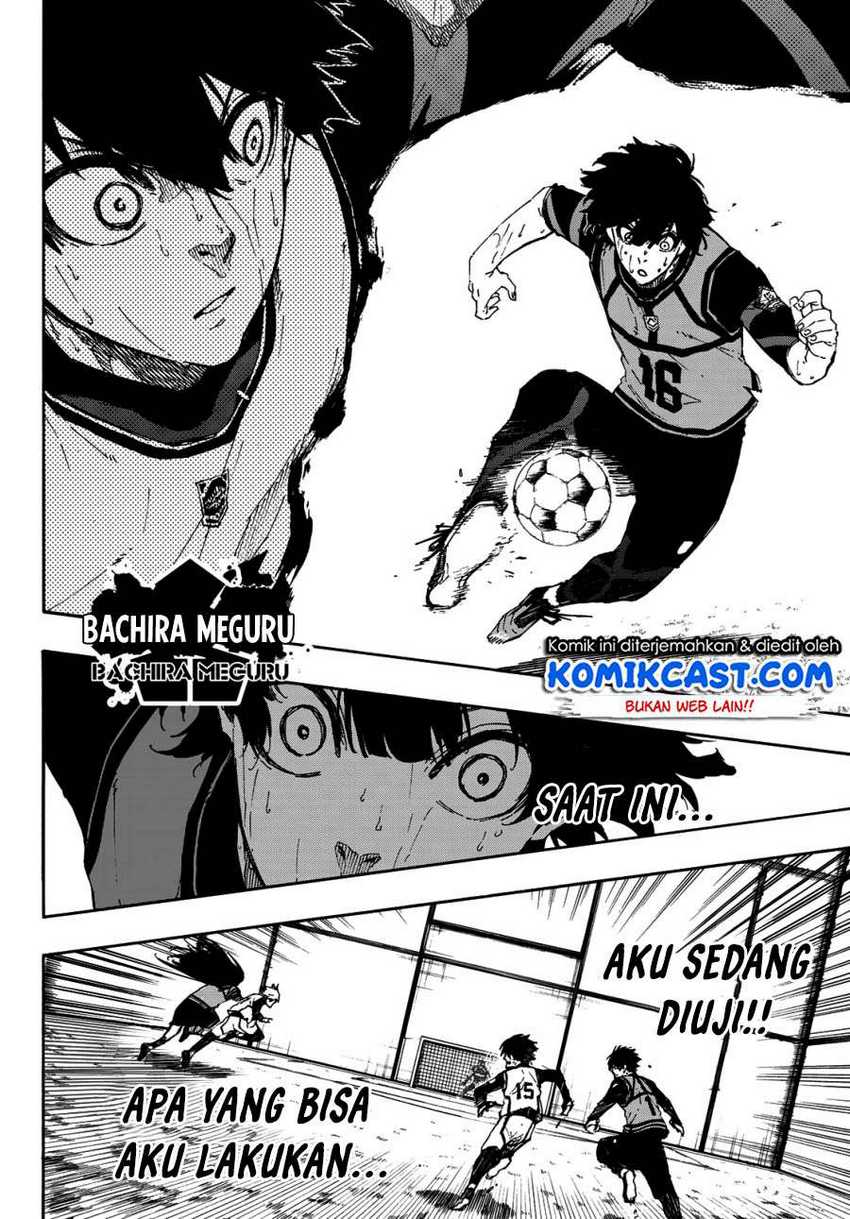 16
BACHIRA MEGURU
BACHIRA MEGURU
Komik ini diterjemahkan & diedit oleh
KOMIKCAST.COM
BUKAN WEB LAIN!!
SAAT INI...
AKU SEDANG
DIUJI!!
15
1
APA YANG BISA
AKU LAKUKAN...